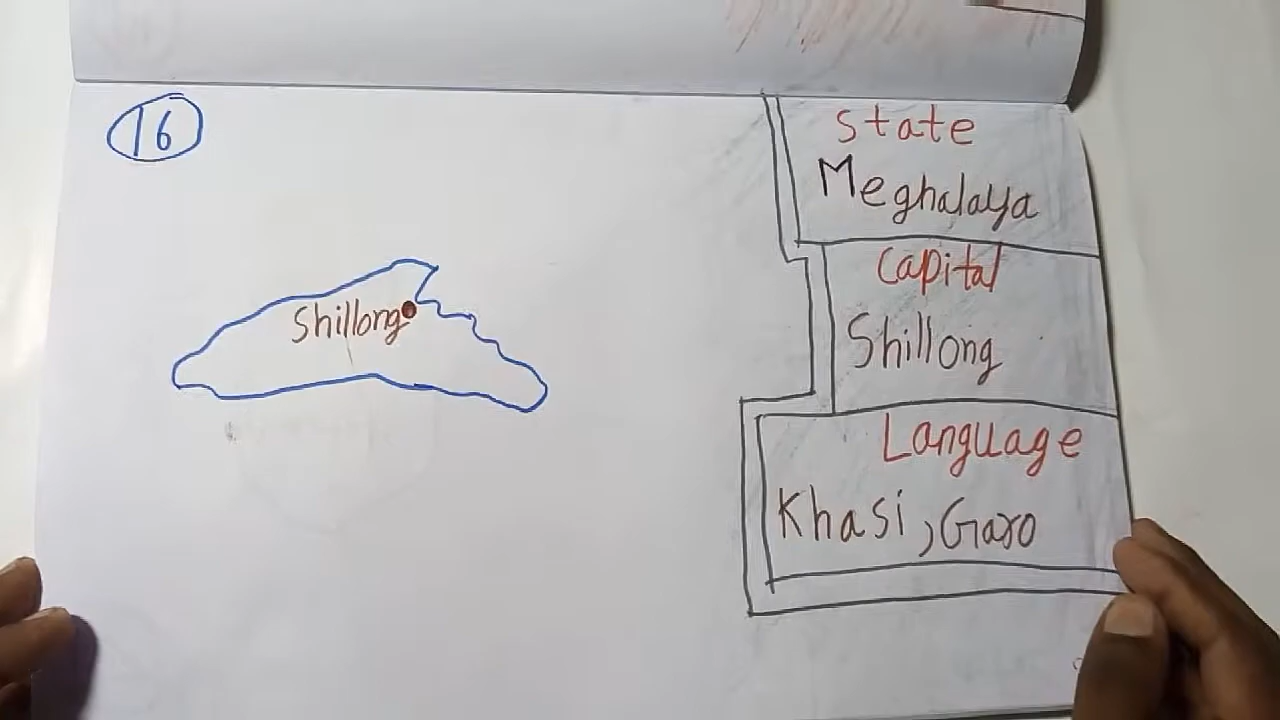 16
State
Meghalaya
Capital
Shillong
Shillong
Language
Khasi, Garo